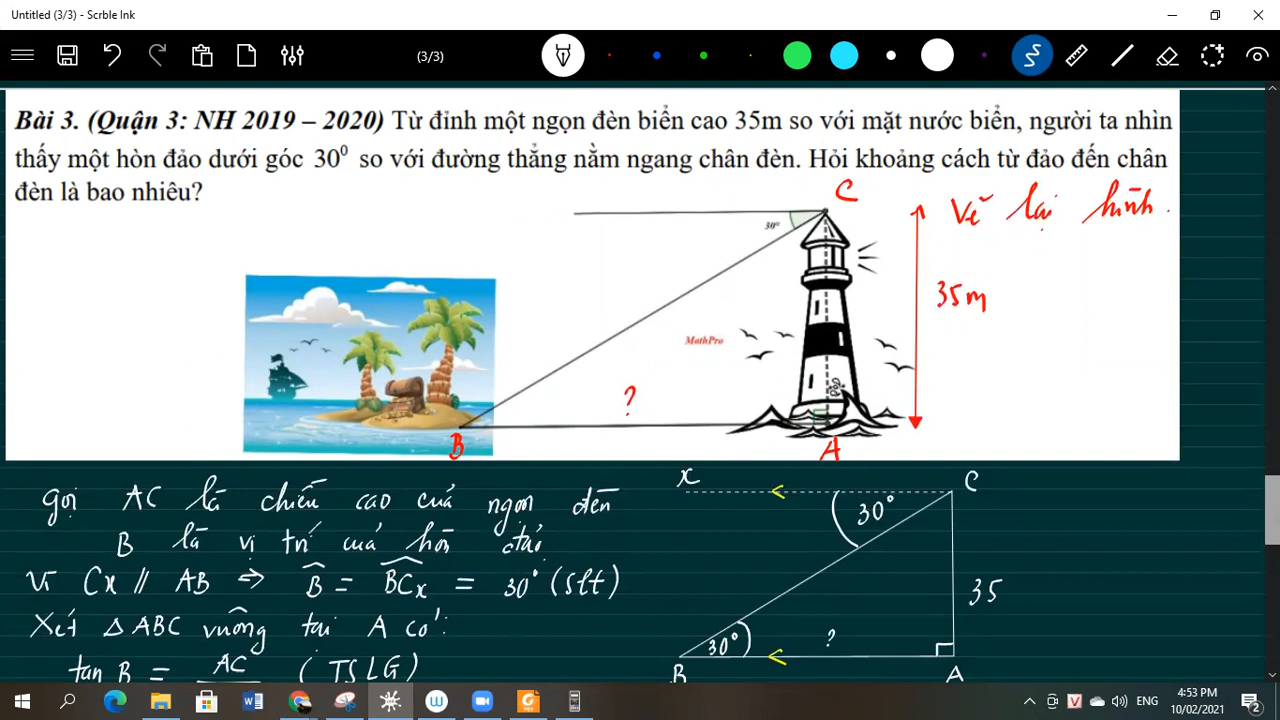 Untitled (3/3) - Scrble Ink
(3/3)
Bài 3. (Quận 3: NH 2019 – 2020) Từ đỉnh một ngọn đèn biển cao 35m so với mặt nước biển, người ta nhìn
thấy một hòn đảo dưới góc 30⁰ so với đường thẳng nằm ngang chân đèn. Hỏi khoảng cách từ đảo đến chân
đèn là bao nhiêu?
C
Vẽ lại hình.
30°
35m
MathPro
?
B
A
Gọi AC là chiều cao của ngọn đèn
B là vị trí của hòn đảo
Vì Cx // AB ⇒ B̂ = BCx = 30° (slt)
Xét Δ ABC vuông tại A có:
tan B = AC (TSLG)
x
C
30°
35
30°
?
B
A
ENG
4:53 PM
10/02/2021
2